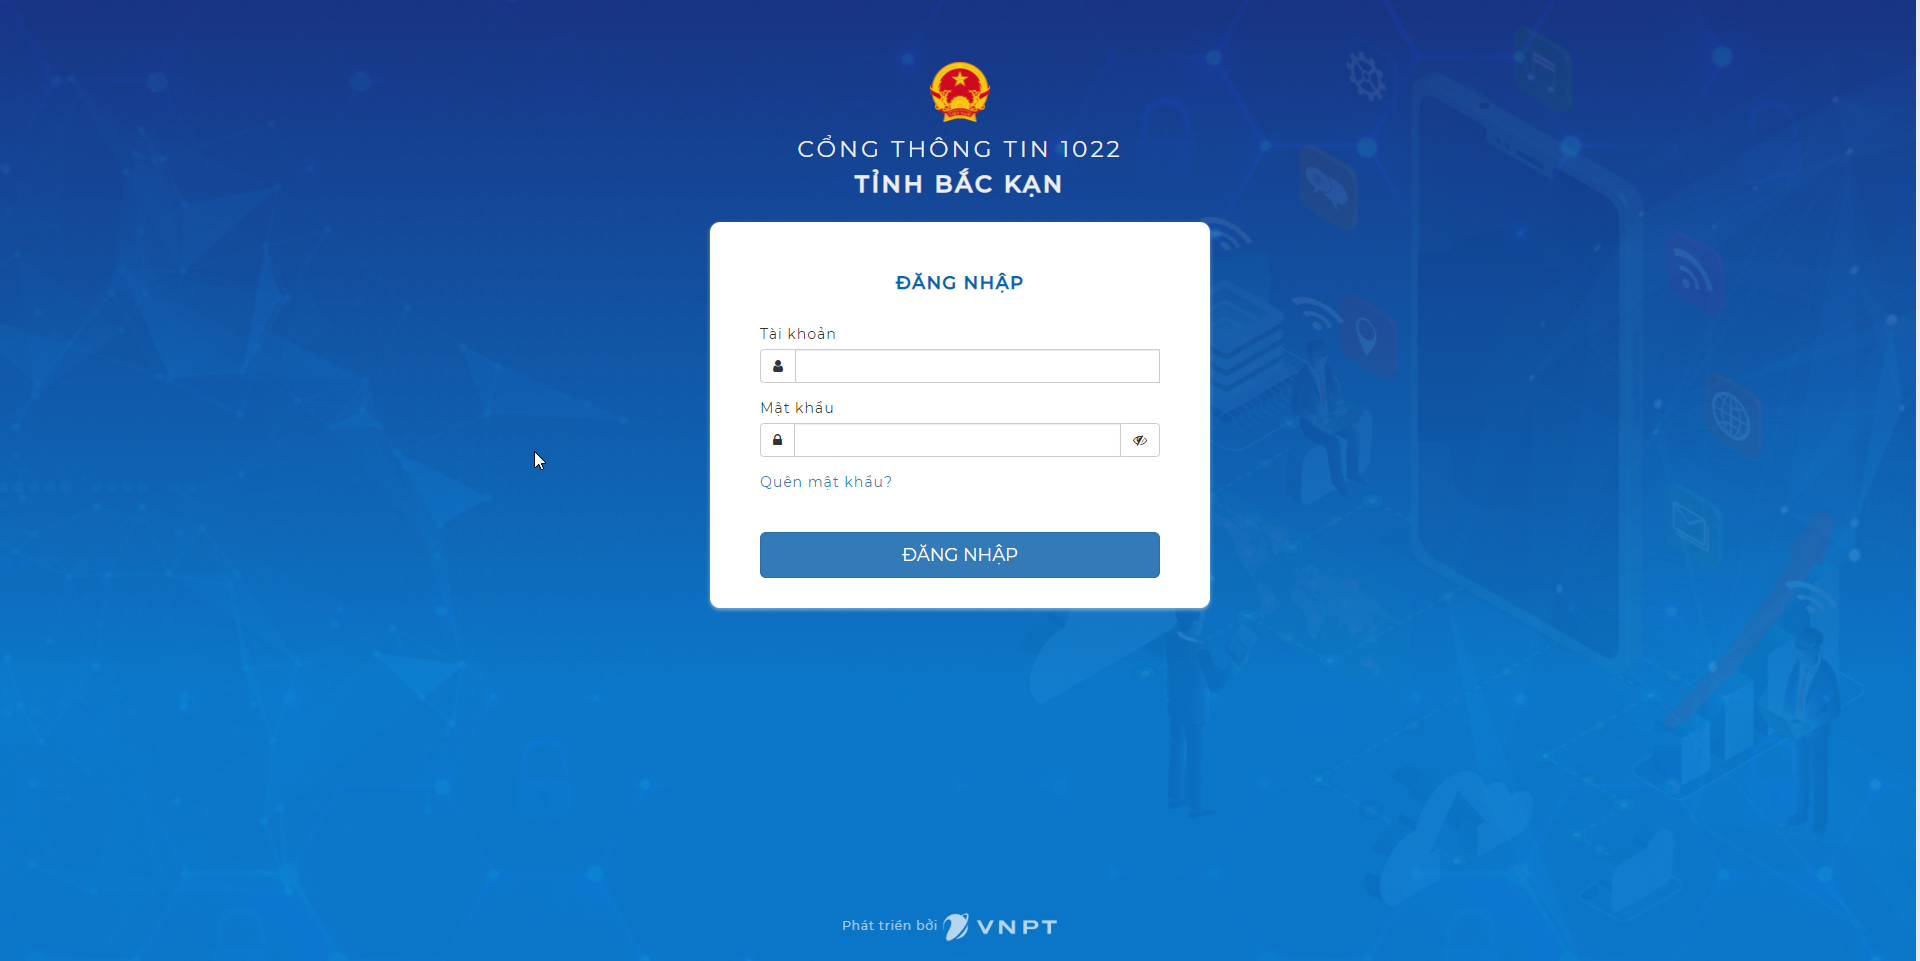 CỔNG THÔNG TIN 1022
TỈNH BẮC KẠN
ĐĂNG NHẬP
Tài khoản
Mật khẩu
Quên mật khẩu?
ĐĂNG NHẬP
Phát triển bởi VNPT